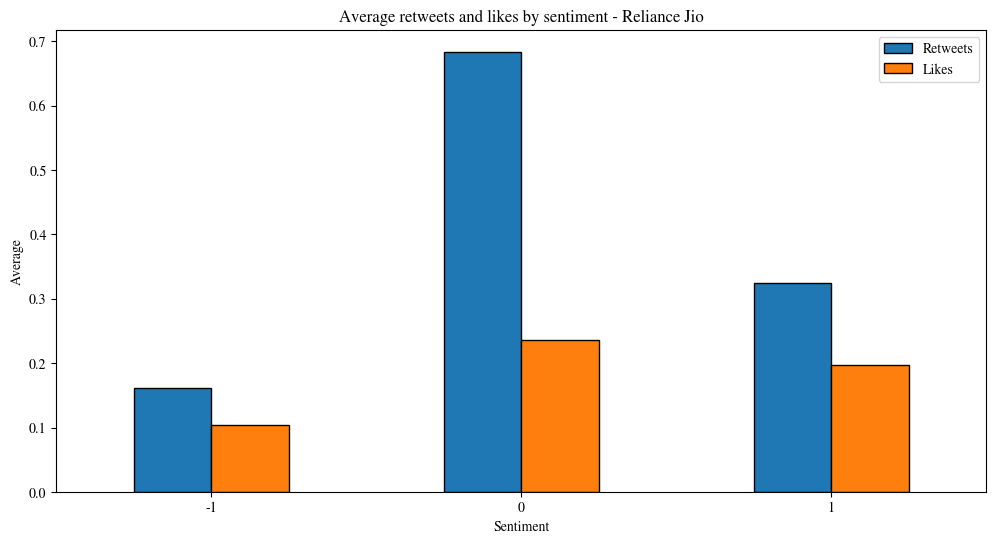 Average retweets and likes by sentiment - Reliance Jio
Retweets
Likes
0.7
0.6
0.5
0.4
0.3
0.2
0.1
0.0
Average
-1
0
1
Sentiment